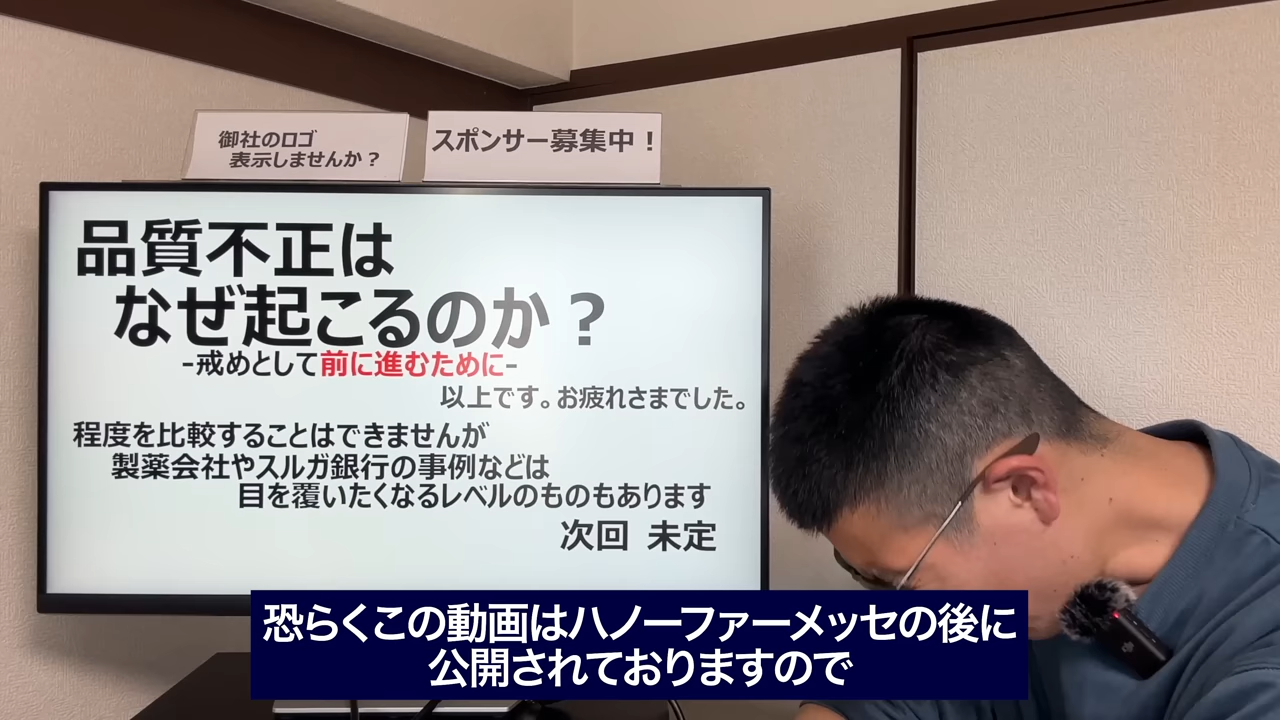 御社のロゴ
表示しませんか？
スポンサー募集中！
品質不正は
なぜ起こるのか？
-戒めとして前に進むために-
以上です。お疲れさまでした。
程度を比較することはできませんが
製薬会社やスルガ銀行の事例などは
目を覆いたくなるレベルのものもあります
次回 未定
恐らくこの動画はハノーファーメッセの後に
公開されておりますので